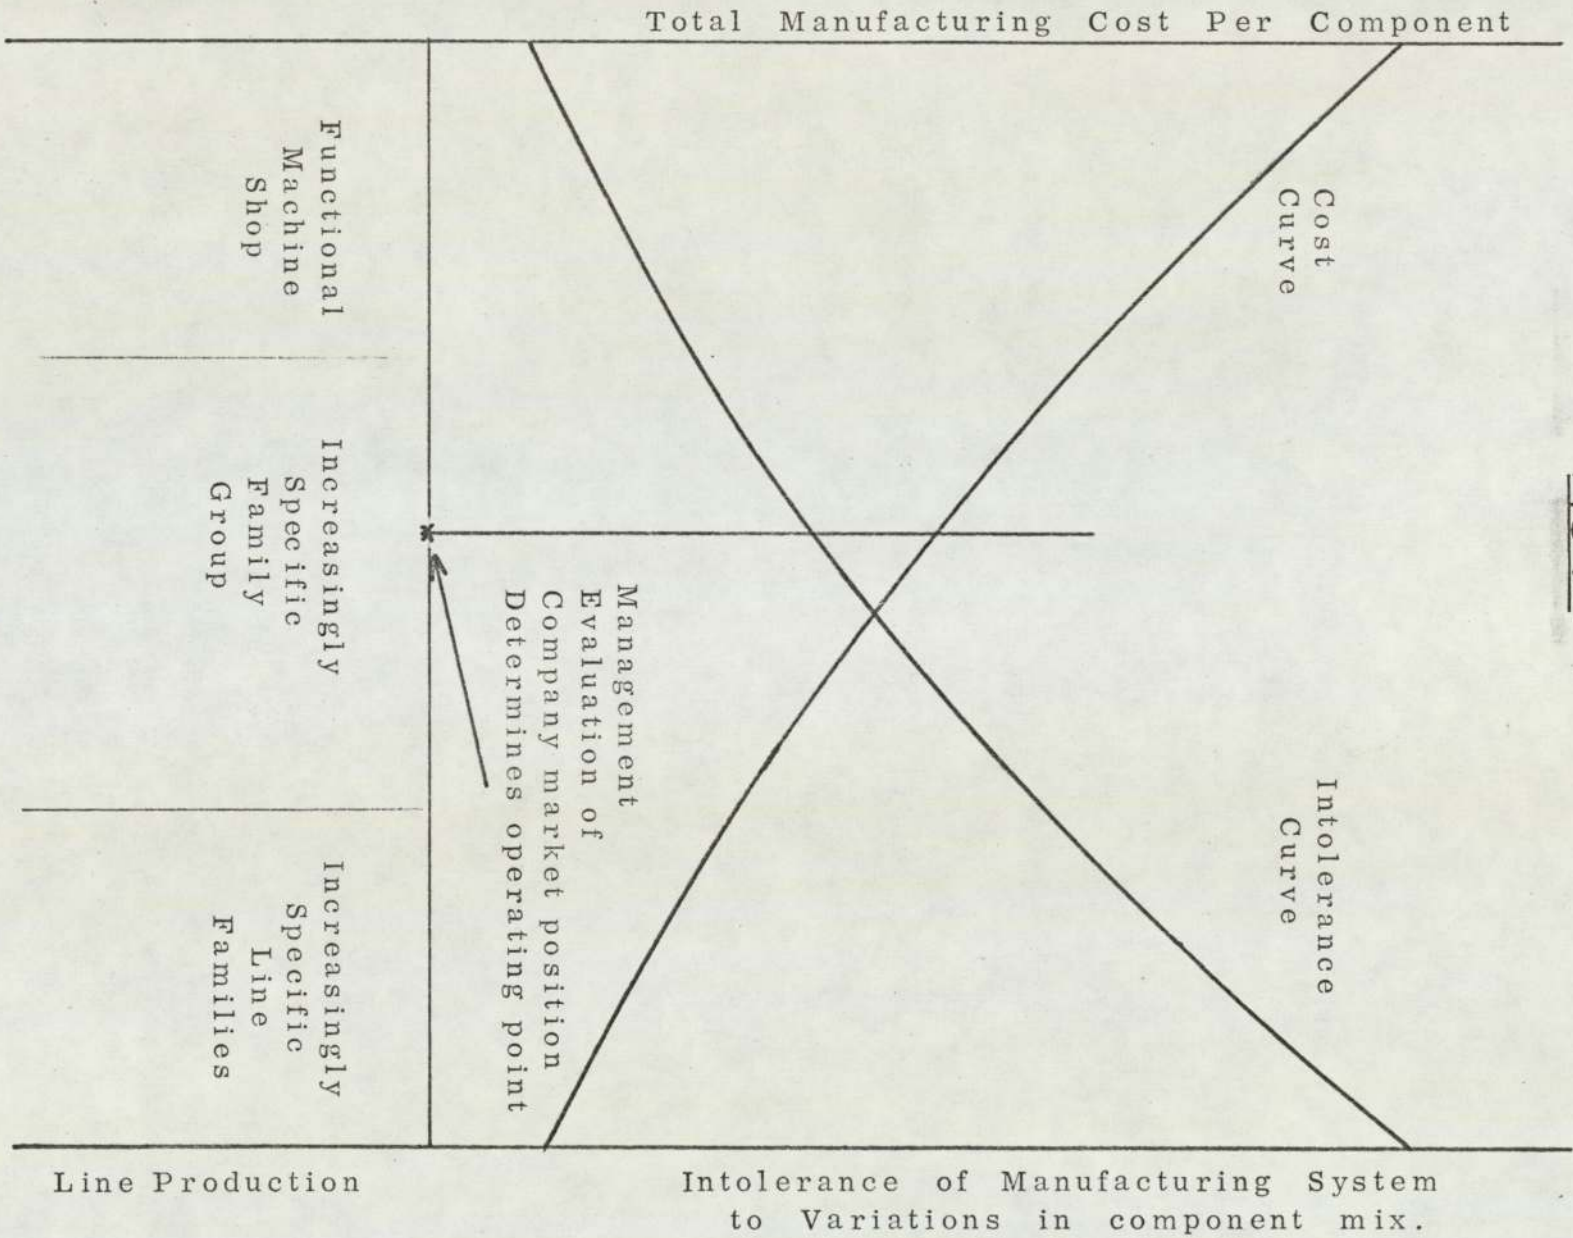 Total Manufacturing Cost Per Component
Functional
Machine
Shop
Cost
Curve
Increasingly
Specific
Family
Group
Management
Evaluation of
Company market position
Determines operating point
Intolerance
Curve
Increasingly
Specific
Line
Families
Line Production
Intolerance of Manufacturing System
to Variations in component mix.